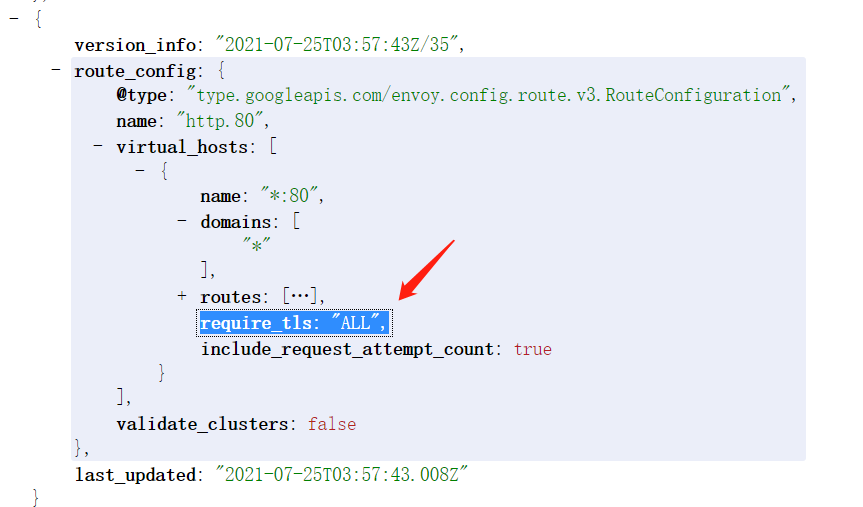 - {
version_info: "2021-07-25T03:57:43Z/35",
- route_config: {
@type: "type.googleapis.com/envoy.config.route.v3.RouteConfiguration",
name: "http.80",
- virtual_hosts: [
- {
name: "*:80",
- domains: [
"*"
],
+ routes: […],
require_tls: "ALL",
include_request_attempt_count: true
}
],
validate_clusters: false
},
last_updated: "2021-07-25T03:57:43.008Z"
}